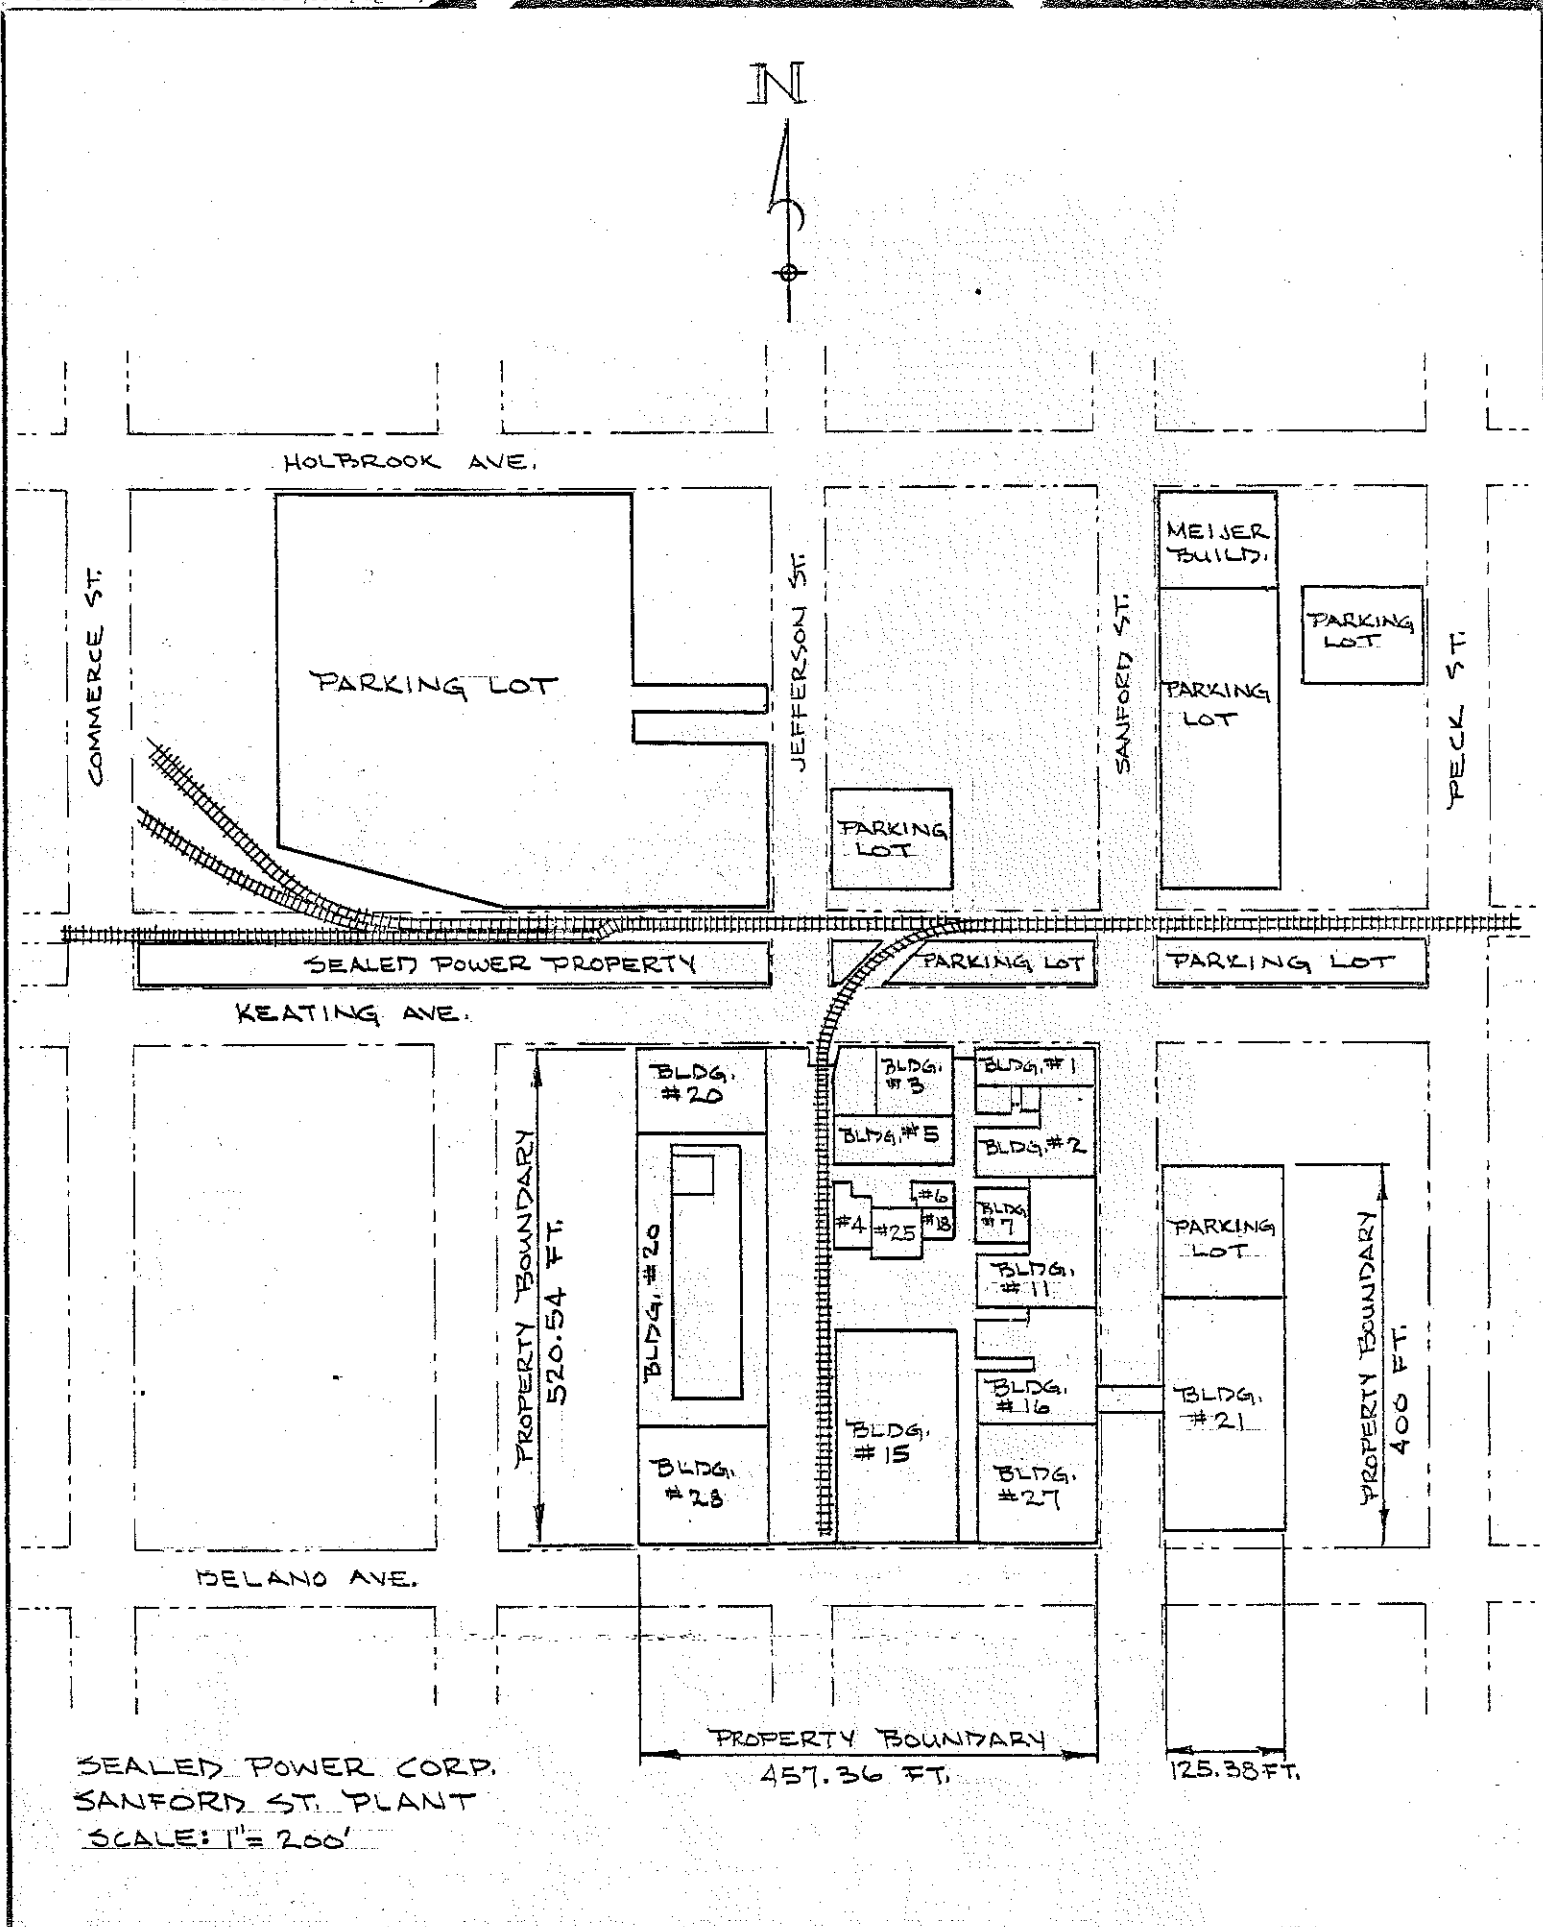 N
HOLBROOK AVE.
COMMERCE ST.
PARKING LOT
JEFFERSON ST.
SANFORD ST.
MEIJER
BUILD.
PARKING
LOT
PARKING
LOT
PECK ST.
PARKING
LOT
SEALED POWER PROPERTY
PARKING LOT
PARKING LOT
KEATING AVE.
PROPERTY BOUNDARY
520.54 FT.
BLDG.
#20
BLDG. #20
BLDG.
#28
BLDG.
#3
BLDG. #5
BLDG. #1
BLDG. #2
#4
#25
#6
#18
BLDG
#7
BLDG.
#11
BLDG.
#15
BLDG.
#16
BLDG.
#27
PARKING
LOT
BLDG.
#21
PROPERTY BOUNDARY
400 FT.
DELANO AVE.
PROPERTY BOUNDARY
457.36 FT.
125.38 FT.
SEALED POWER CORP.
SANFORD ST. PLANT
SCALE: 1"= 200'